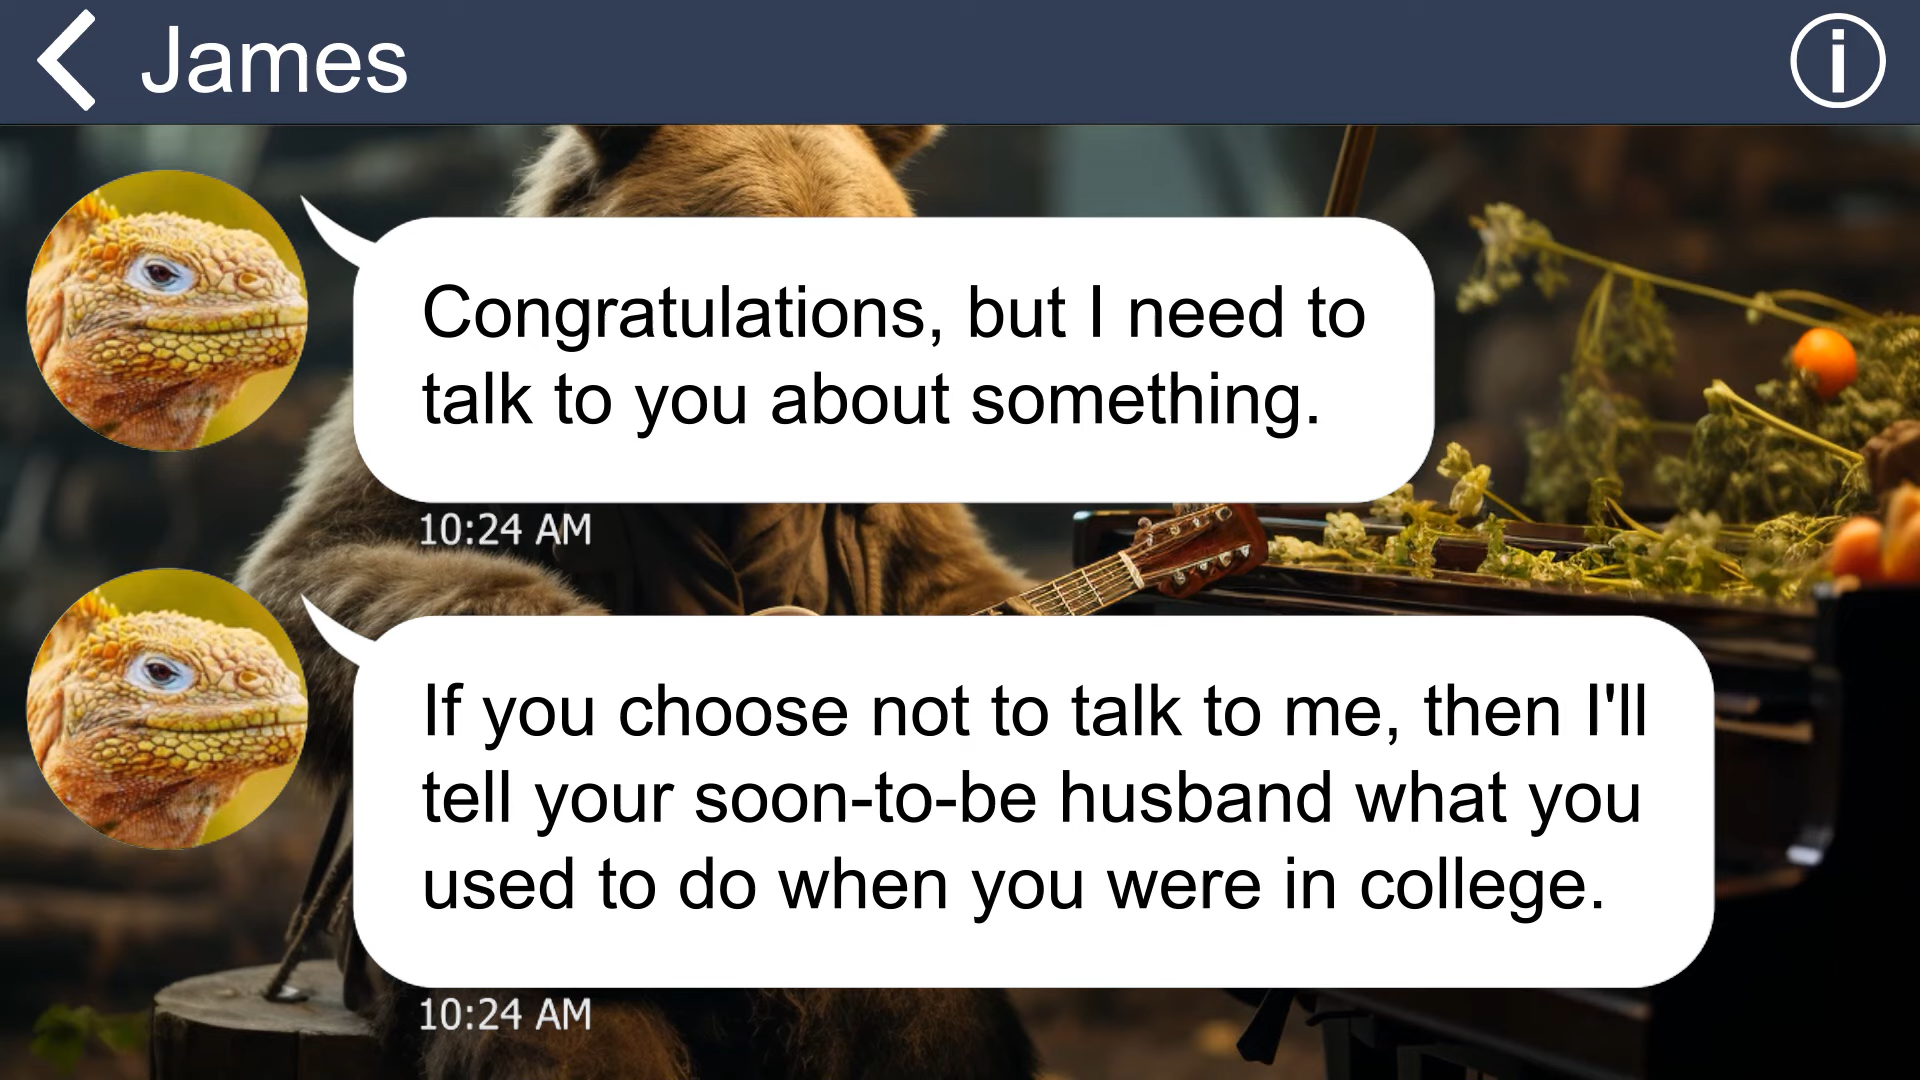 James
Congratulations, but I need to
talk to you about something.
10:24 AM
If you choose not to talk to me, then I'll
tell your soon-to-be husband what you
used to do when you were in college.
10:24 AM